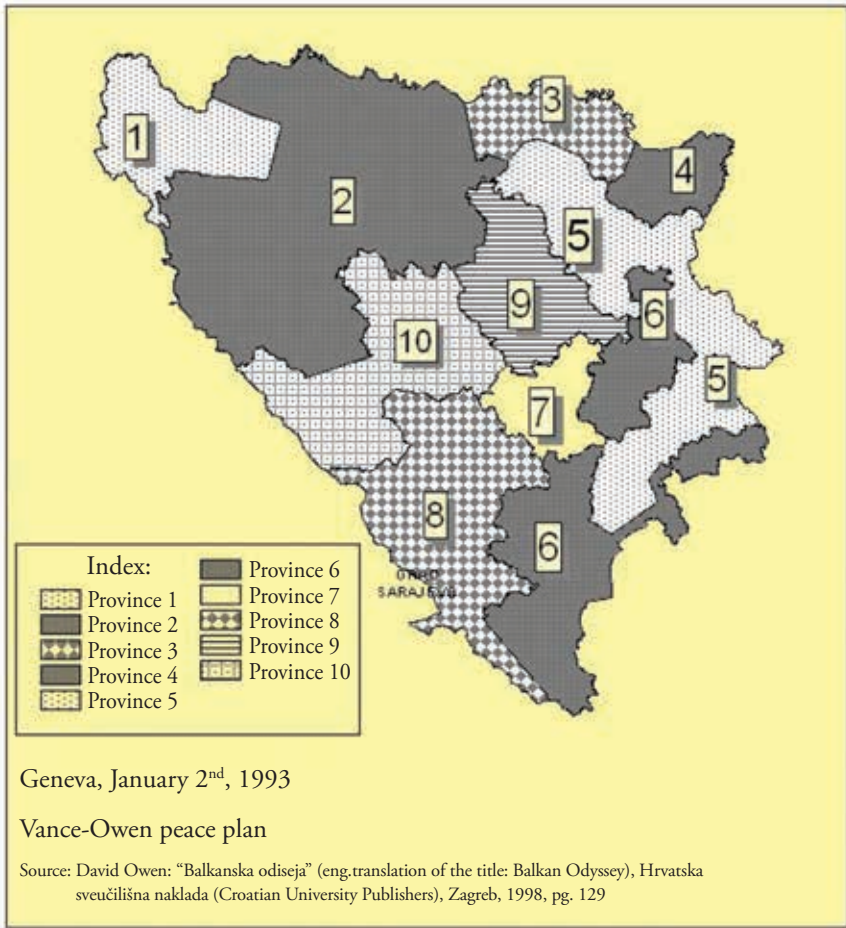 1
2
3
4
5
6
9
10
5
7
8
6
GRAD
SARAJEVO
Index:
Province 1
Province 2
Province 3
Province 4
Province 5
Province 6
Province 7
Province 8
Province 9
Province 10
Geneva, January 2nd, 1993
Vance-Owen peace plan
Source: David Owen: “Balkanska odiseja” (eng.translation of the title: Balkan Odyssey), Hrvatska
sveučilišna naklada (Croatian University Publishers), Zagreb, 1998, pg. 129